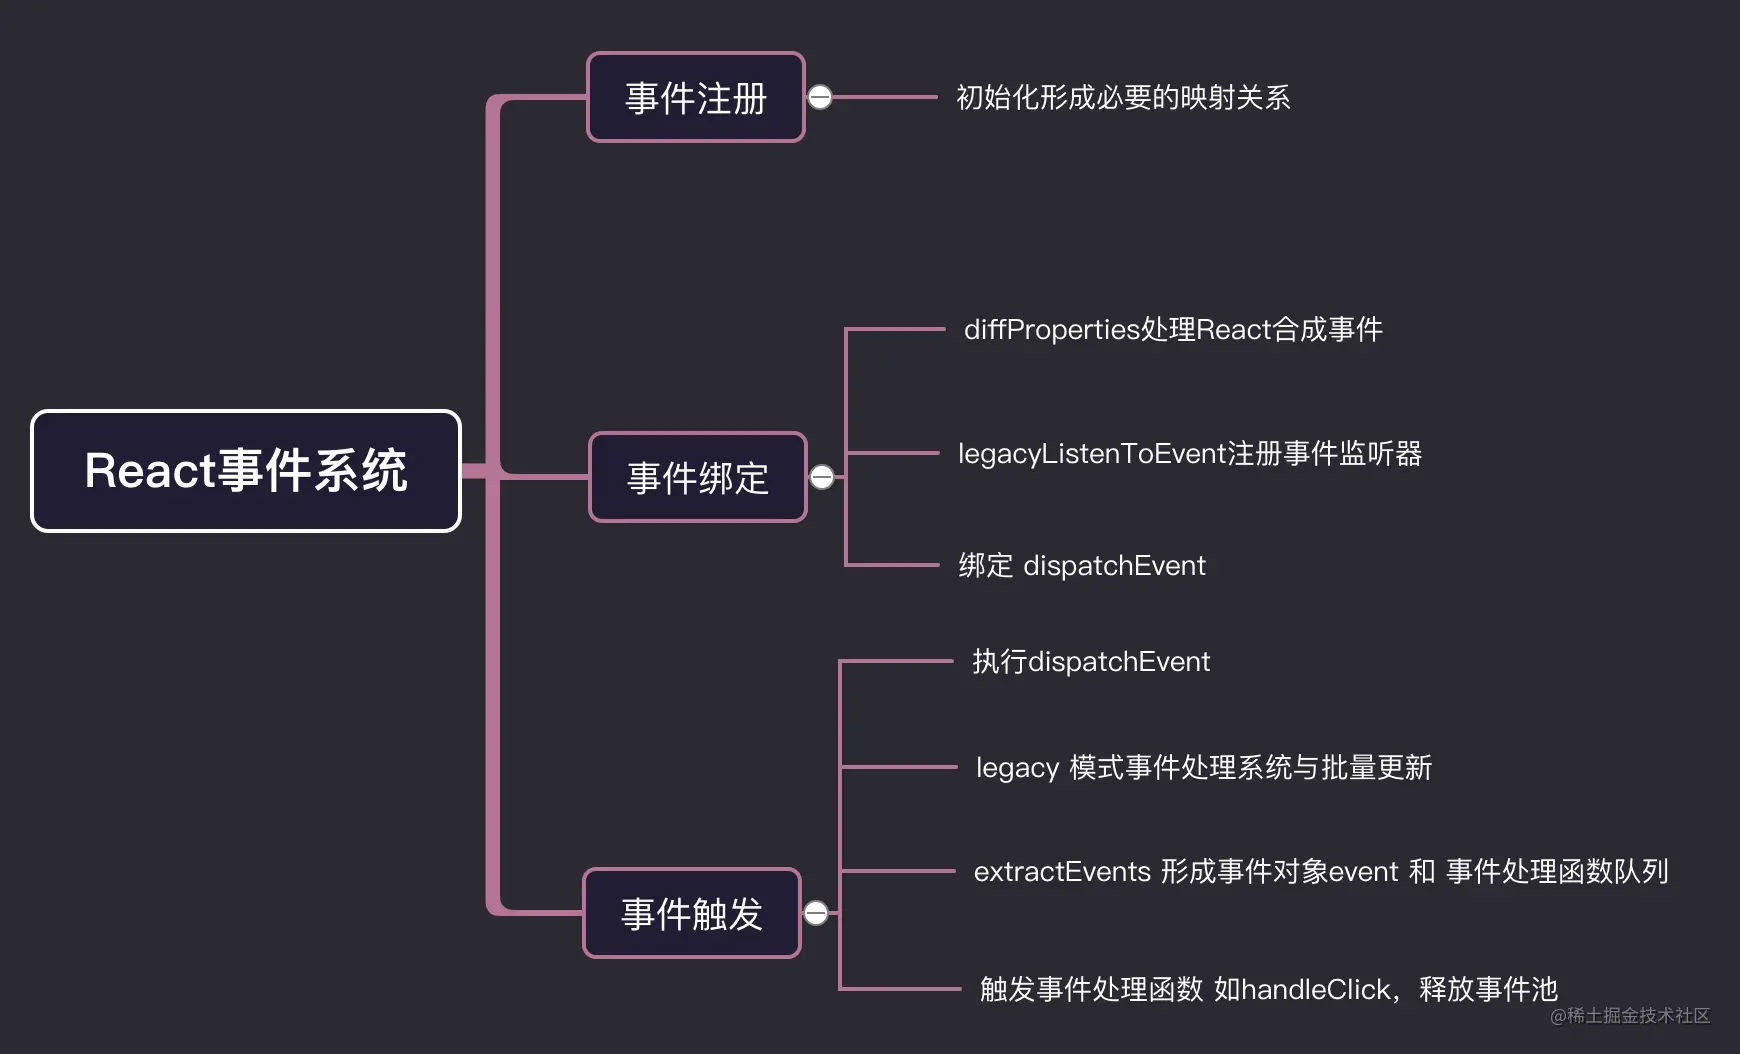 事件注册
初始化形成必要的映射关系
diffProperties处理React合成事件
legacyListenToEvent注册事件监听器
React事件系统
事件绑定
绑定 dispatchEvent
执行dispatchEvent
legacy 模式事件处理系统与批量更新
extractEvents 形成事件对象event 和 事件处理函数队列
事件触发
触发事件处理函数 如handleClick，释放事件池
@稀土掘金技术社区